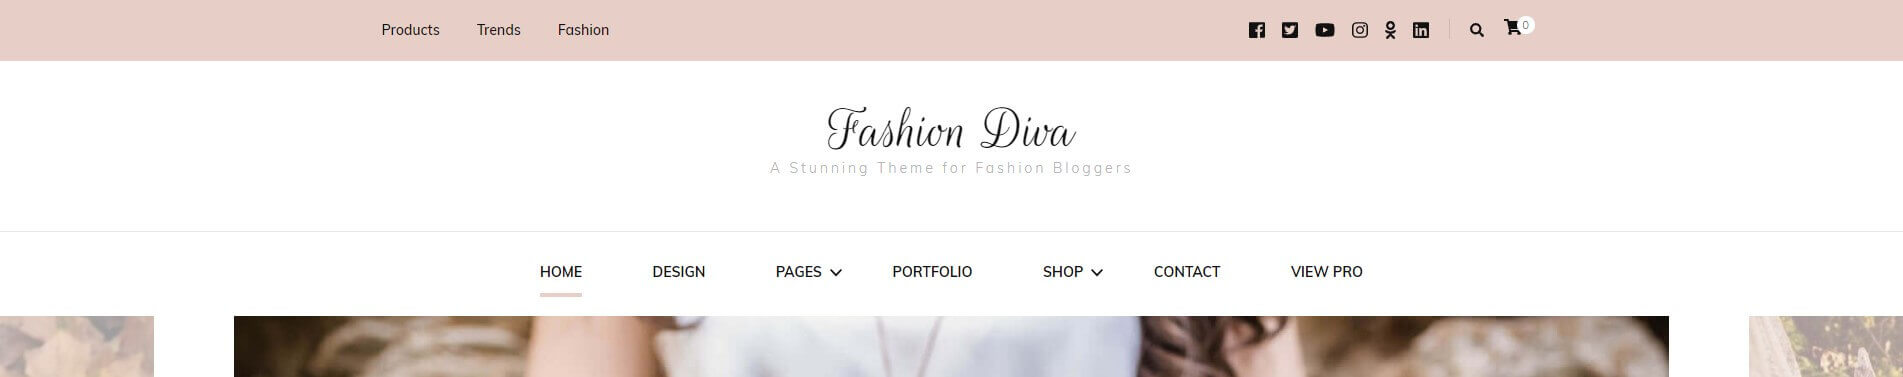 Products Trends Fashion 0
Fashion Diva
A Stunning Theme for Fashion Bloggers
HOME DESIGN PAGES PORTFOLIO SHOP CONTACT VIEW PRO